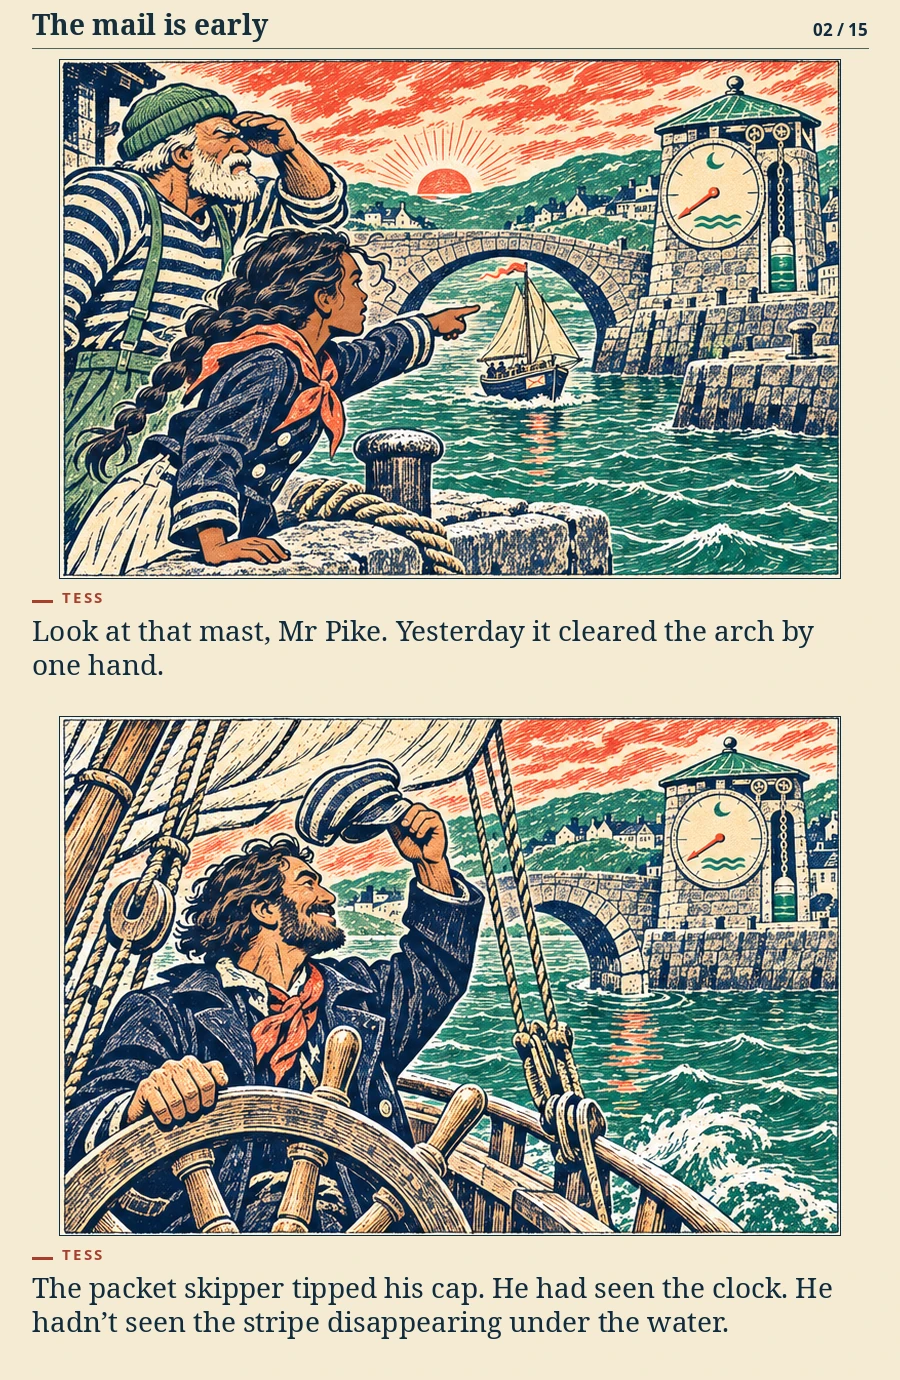 The mail is early
02 / 15
TESS
Look at that mast, Mr Pike. Yesterday it cleared the arch by
one hand.
TESS
The packet skipper tipped his cap. He had seen the clock. He
hadn’t seen the stripe disappearing under the water.